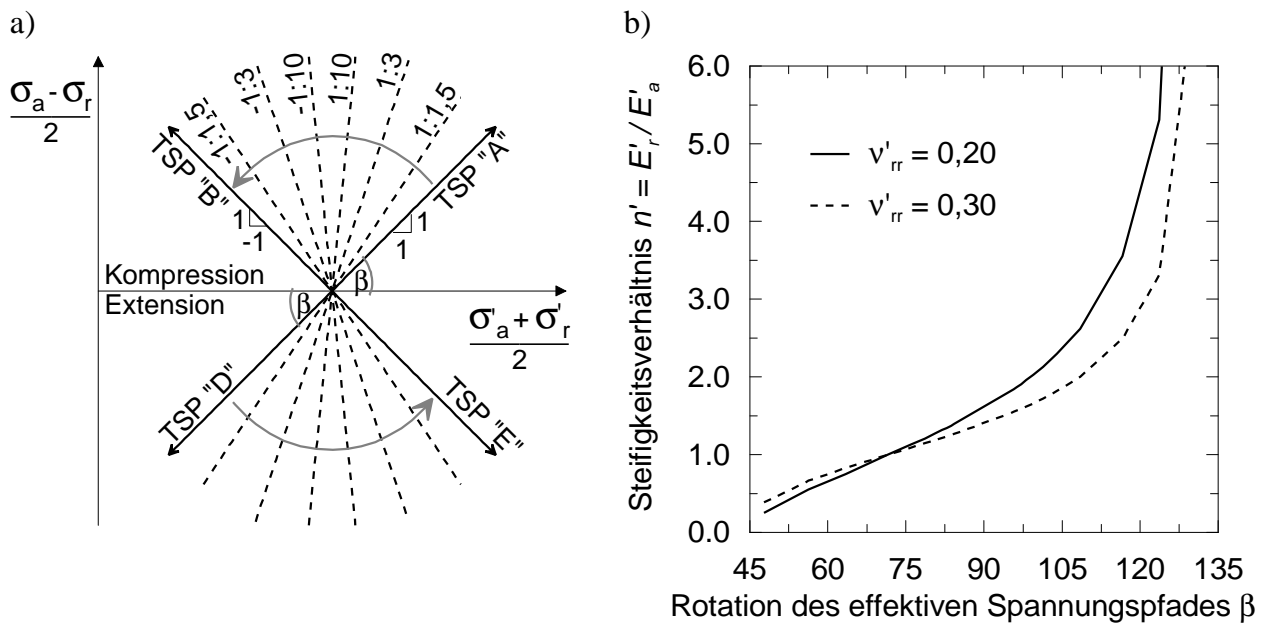 a)
σa - σr
2
-1:1,5
-1:3
-1:10
1:10
1:3
1:1,5
TSP "B"
TSP "A"
1
-1
1
1
Kompression
Extension
β
β
σ'a + σ'r
2
TSP "D"
TSP "E"
b)
Steifigkeitsverhältnis n' = E'r / E'a
6.0
5.0
4.0
3.0
2.0
1.0
0.0
ν'rr = 0,20
ν'rr = 0,30
45 60 75 90 105 120 135
Rotation des effektiven Spannungspfades β